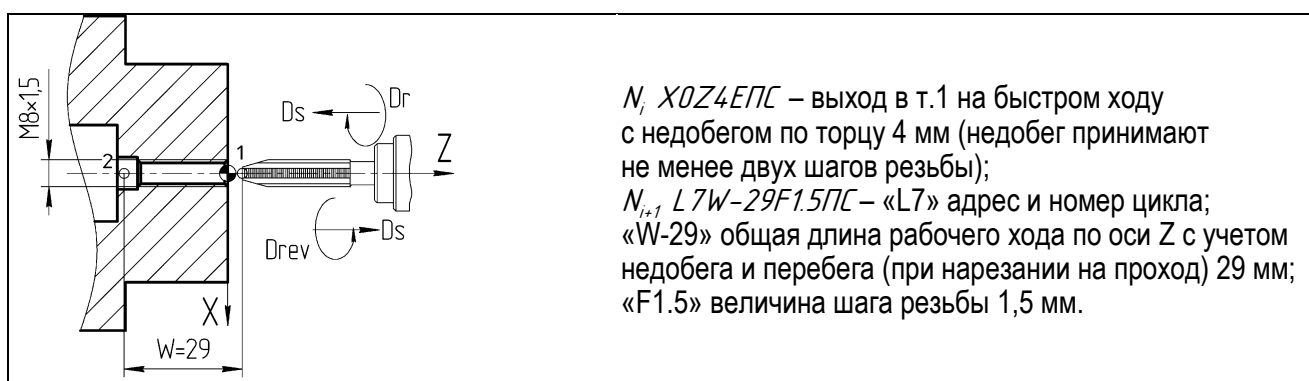 M8×1,5
2
1
Ds
Dr
Z
Drev
Ds
X
W=29
Nᵢ X0Z4ЕПС – выход в т.1 на быстром ходу
с недобегом по торцу 4 мм (недобег принимают
не менее двух шагов резьбы);
Nᵢ₊₁ L7W-29F1.5ПС – «L7» адрес и номер цикла;
«W-29» общая длина рабочего хода по оси Z с учетом
недобега и перебега (при нарезании на проход) 29 мм;
«F1.5» величина шага резьбы 1,5 мм.